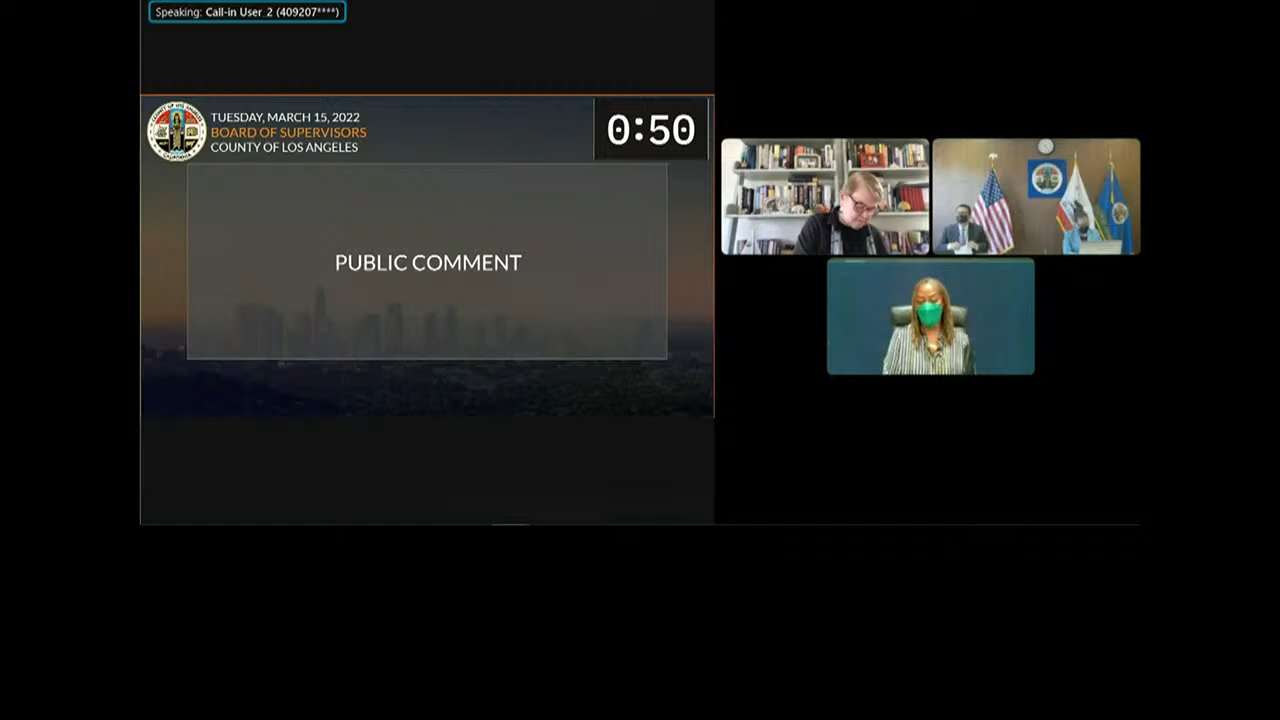 Speaking: Call-in User_2 (409207****)
TUESDAY, MARCH 15, 2022
BOARD OF SUPERVISORS
COUNTY OF LOS ANGELES
0:50
PUBLIC COMMENT